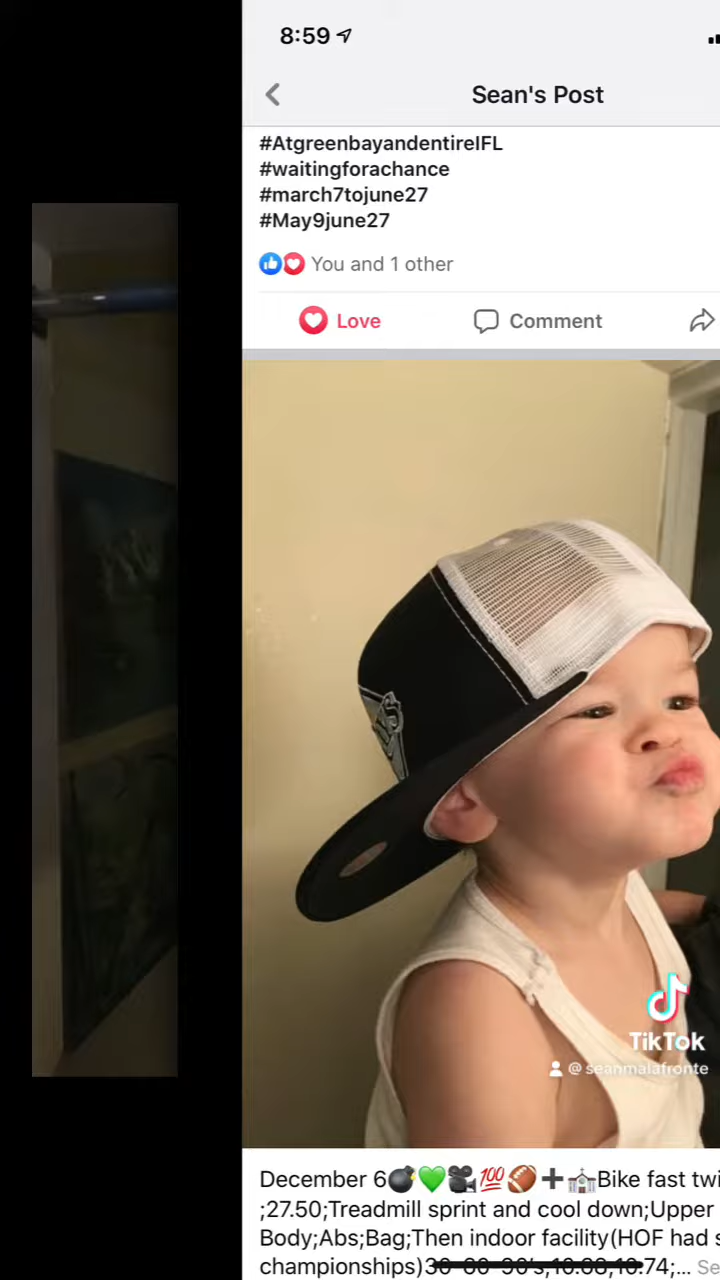 8:59
Sean's Post
#AtgreenbayandentireIFL
#waitingforachance
#march7tojune27
#May9june27
You and 1 other
Love
Comment
TikTok
@seanmalafronte
December 6💣💚🎥💯🏈➕⛪Bike fast twi
;27.50;Treadmill sprint and cool down;Upper
Body;Abs;Bag;Then indoor facility(HOF had s
championships)
74;... Se